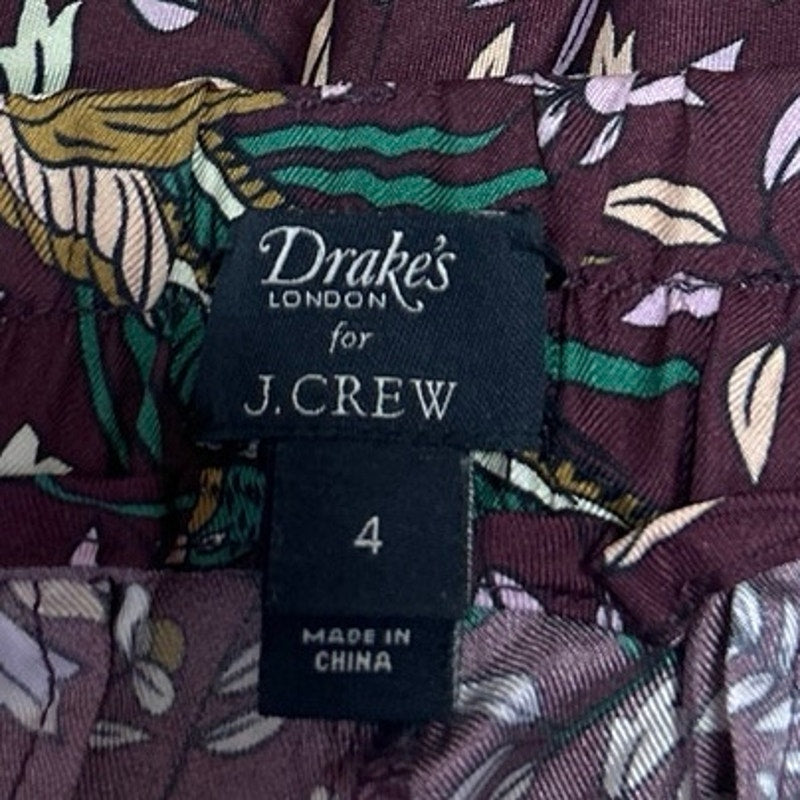 Drake's
LONDON
for
J.CREW
4
MADE IN
CHINA